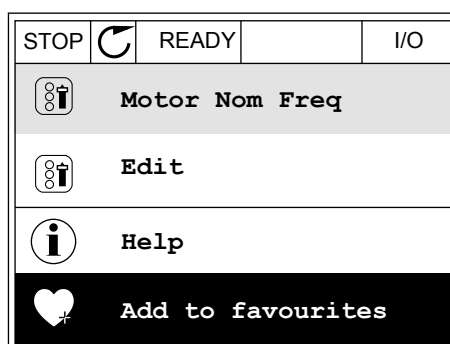 STOP READY I/O
Motor Nom Freq
Edit
Help
Add to favourites